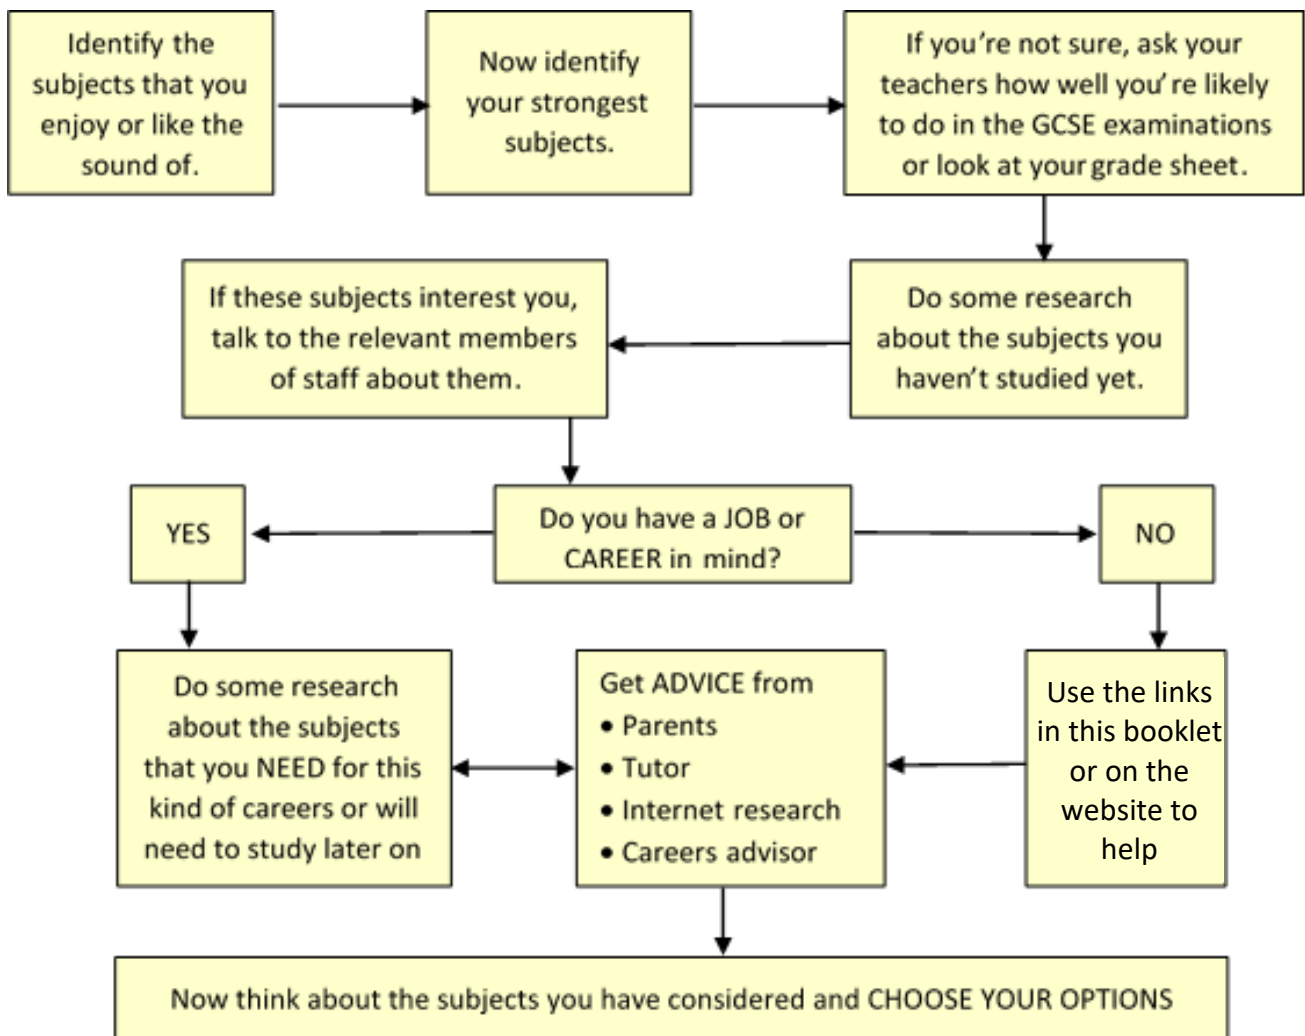 Identify the
subjects that you
enjoy or like the
sound of.
Now identify
your strongest
subjects.
If you're not sure, ask your
teachers how well you're likely
to do in the GCSE examinations
or look at your grade sheet.
If these subjects interest you,
talk to the relevant members
of staff about them.
Do some research
about the subjects you
haven't studied yet.
YES
Do you have a JOB or
CAREER in mind?
NO
Do some research
about the subjects
that you NEED for this
kind of careers or will
need to study later on
Get ADVICE from
• Parents
• Tutor
• Internet research
• Careers advisor
Use the links
in this booklet
or on the
website to
help
Now think about the subjects you have considered and CHOOSE YOUR OPTIONS